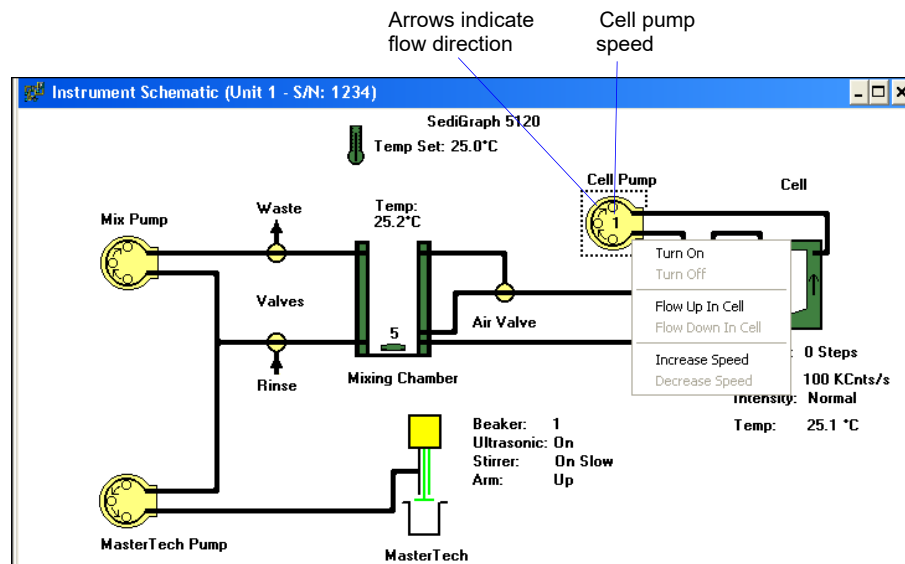 Arrows indicate
flow direction
Cell pump
speed
Instrument Schematic (Unit 1 - S/N: 1234)
SediGraph 5120
Temp Set: 25.0°C
Cell Pump
Cell
1
Mix Pump
Waste
Temp:
25.2°C
Turn On
Turn Off
Valves
Air Valve
Flow Up In Cell
Flow Down In Cell
5
Rinse
Mixing Chamber
Increase Speed
Decrease Speed
0 Steps
100 KCnts/s
Intensity: Normal
Temp: 25.1 °C
Beaker: 1
Ultrasonic: On
Stirrer: On Slow
Arm: Up
MasterTech Pump
MasterTech